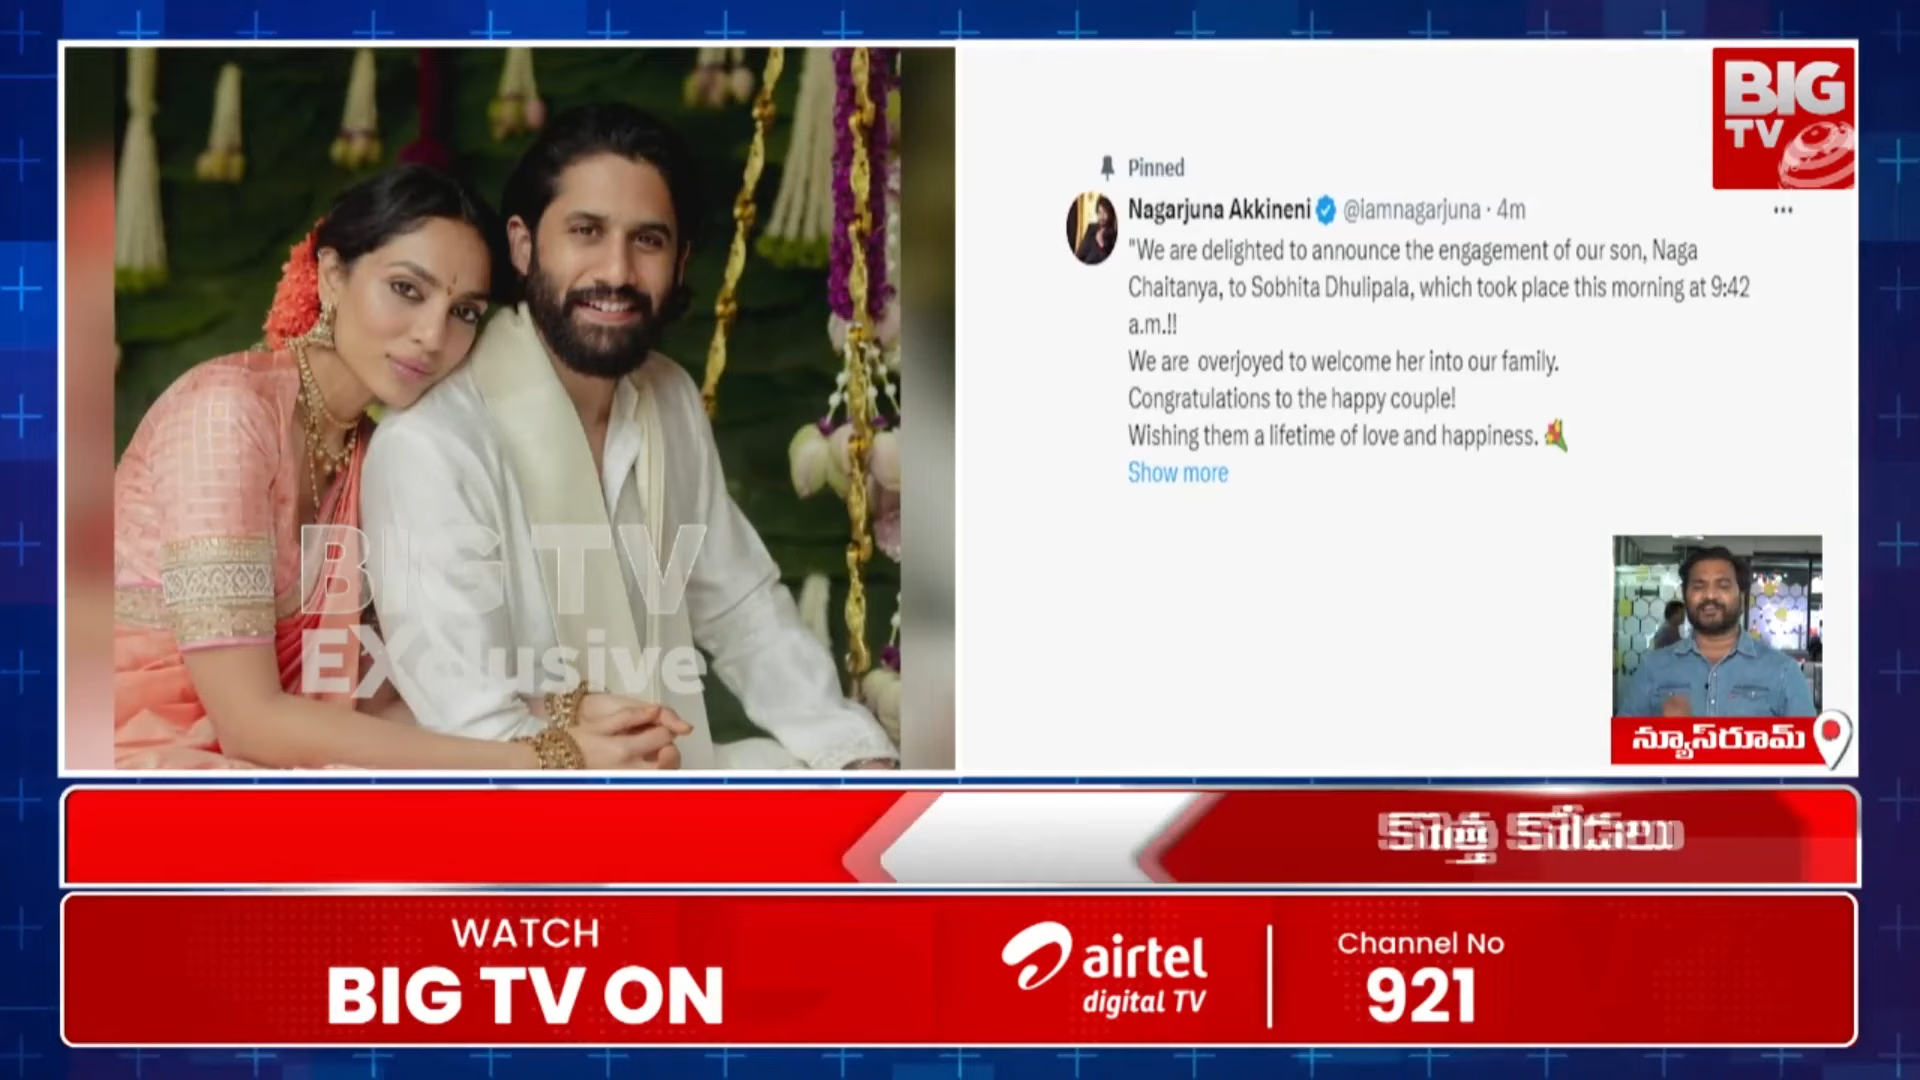 BIG
TV
Pinned
Nagarjuna Akkineni @iamnagarjuna · 4m
"We are delighted to announce the engagement of our son, Naga
Chaitanya, to Sobhita Dhulipala, which took place this morning at 9:42
a.m.!!
We are overjoyed to welcome her into our family.
Congratulations to the happy couple!
Wishing them a lifetime of love and happiness. 💐
Show more
BIG TV
EXclusive
న్యూస్‌రూమ్
కొత్త కోడలు
WATCH
BIG TV ON
airtel
digital TV
Channel No
921